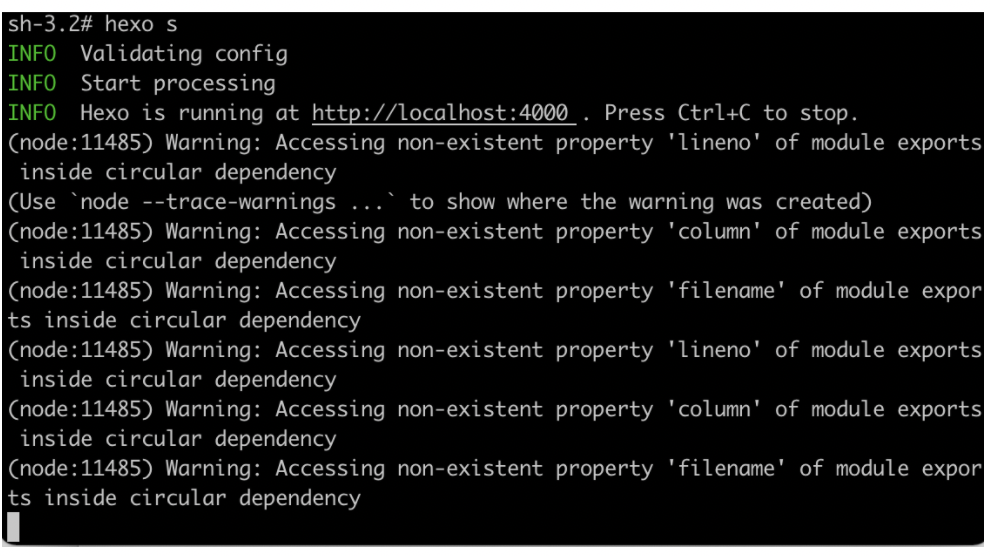 sh-3.2# hexo s
INFO  Validating config
INFO  Start processing
INFO  Hexo is running at http://localhost:4000 . Press Ctrl+C to stop.
(node:11485) Warning: Accessing non-existent property 'lineno' of module exports
 inside circular dependency
(Use `node --trace-warnings ...` to show where the warning was created)
(node:11485) Warning: Accessing non-existent property 'column' of module exports
 inside circular dependency
(node:11485) Warning: Accessing non-existent property 'filename' of module expor
ts inside circular dependency
(node:11485) Warning: Accessing non-existent property 'lineno' of module exports
 inside circular dependency
(node:11485) Warning: Accessing non-existent property 'column' of module exports
 inside circular dependency
(node:11485) Warning: Accessing non-existent property 'filename' of module expor
ts inside circular dependency